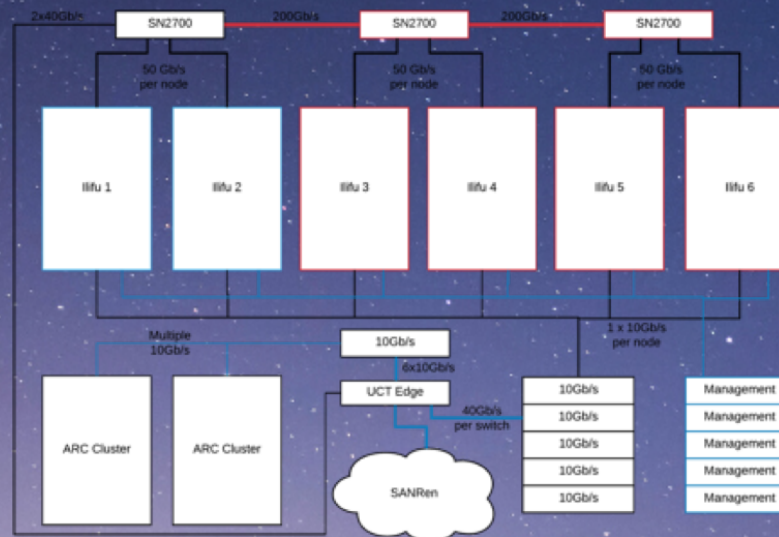 2x40Gb/s
SN2700
200Gb/s
SN2700
200Gb/s
SN2700
50 Gb/s
per node
50 Gb/s
per node
50 Gb/s
per node
Ilifu 1
Ilifu 2
Ilifu 3
Ilifu 4
Ilifu 5
Ilifu 6
Multiple
10Gb/s
10Gb/s
1 x 10Gb/s
per node
6x10Gb/s
UCT Edge
40Gb/s
per switch
ARC Cluster
ARC Cluster
SANRen
10Gb/s
10Gb/s
10Gb/s
10Gb/s
10Gb/s
Management
Management
Management
Management
Management